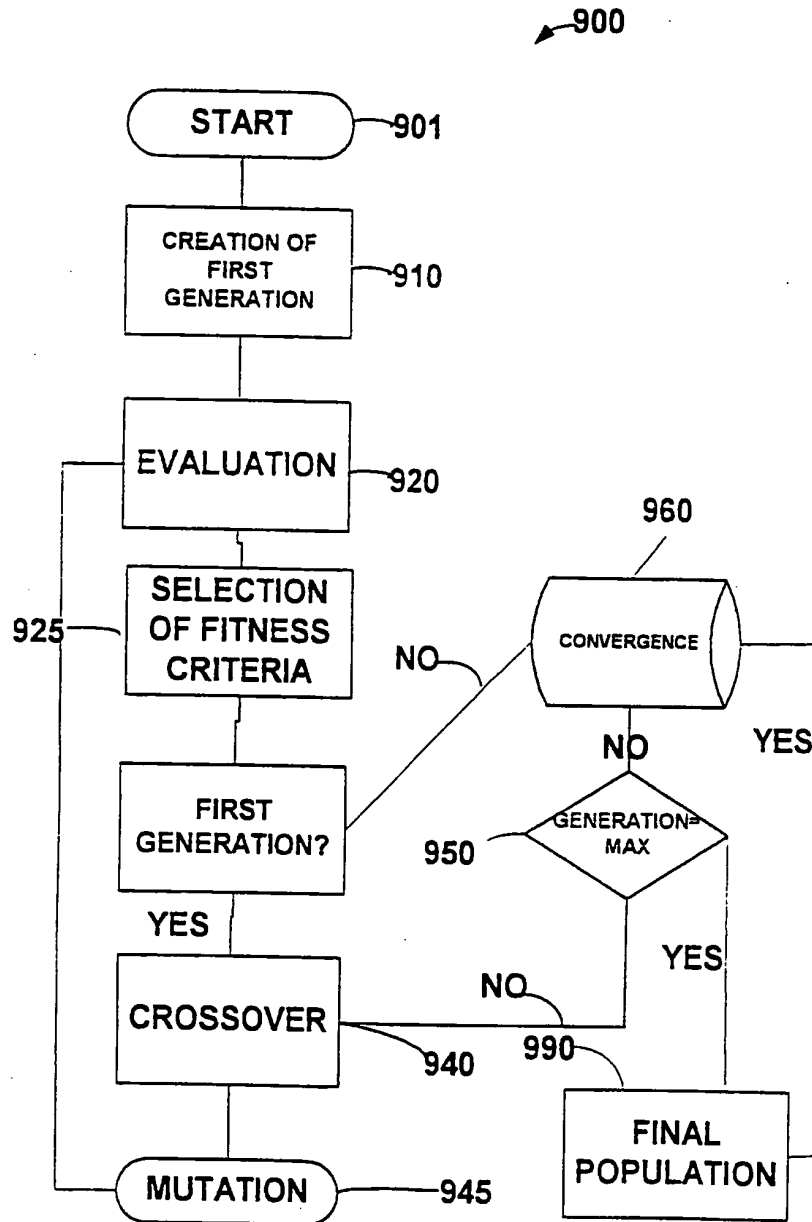 900
START
901
CREATION OF
FIRST
GENERATION
910
EVALUATION
920
960
SELECTION
OF FITNESS
CRITERIA
925
CONVERGENCE
NO
YES
NO
FIRST
GENERATION?
GENERATION=
MAX
950
YES
YES
CROSSOVER
NO
940
990
FINAL
POPULATION
MUTATION
945